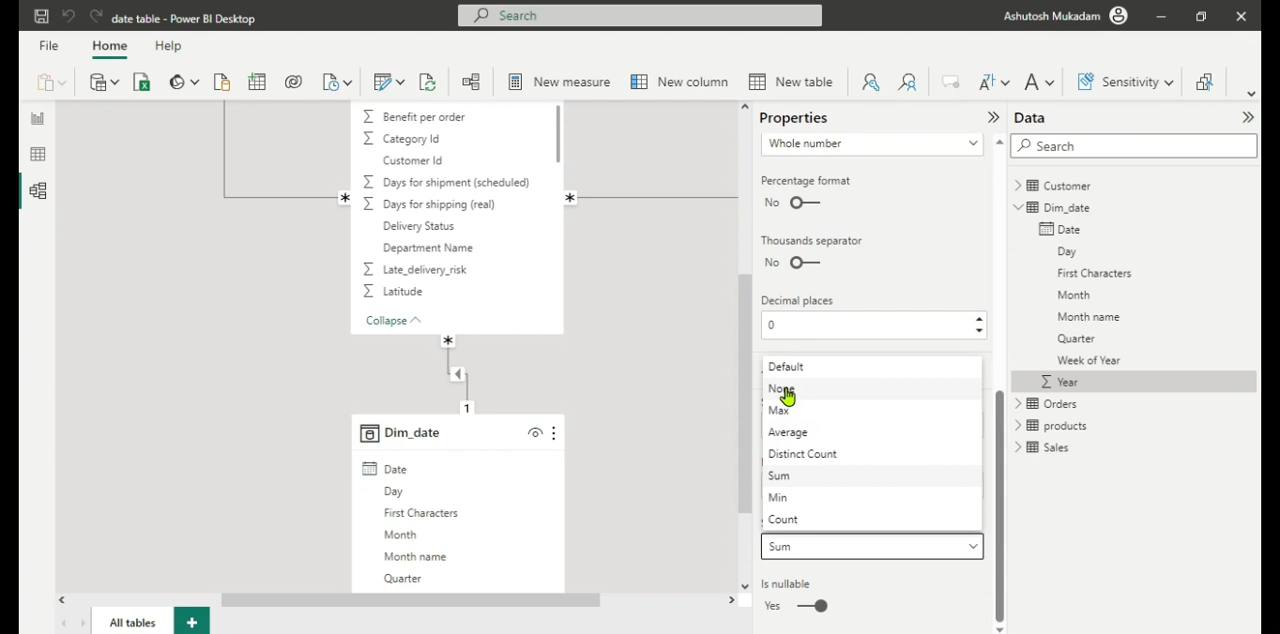 date table - Power BI Desktop
Search
Ashutosh Mukadam
File
Home
Help
New measure
New column
New table
Sensitivity
Benefit per order
Category Id
Customer Id
Days for shipment (scheduled)
Days for shipping (real)
Delivery Status
Department Name
Late_delivery_risk
Latitude
Collapse
1
Dim_date
Date
Day
First Characters
Month
Month name
Quarter
All tables
Properties
Whole number
Percentage format
No
Thousands separator
No
Decimal places
0
Default
None
Max
Average
Distinct Count
Sum
Min
Count
Sum
Is nullable
Yes
Data
Search
Customer
Dim_date
Date
Day
First Characters
Month
Month name
Quarter
Week of Year
Year
Orders
products
Sales